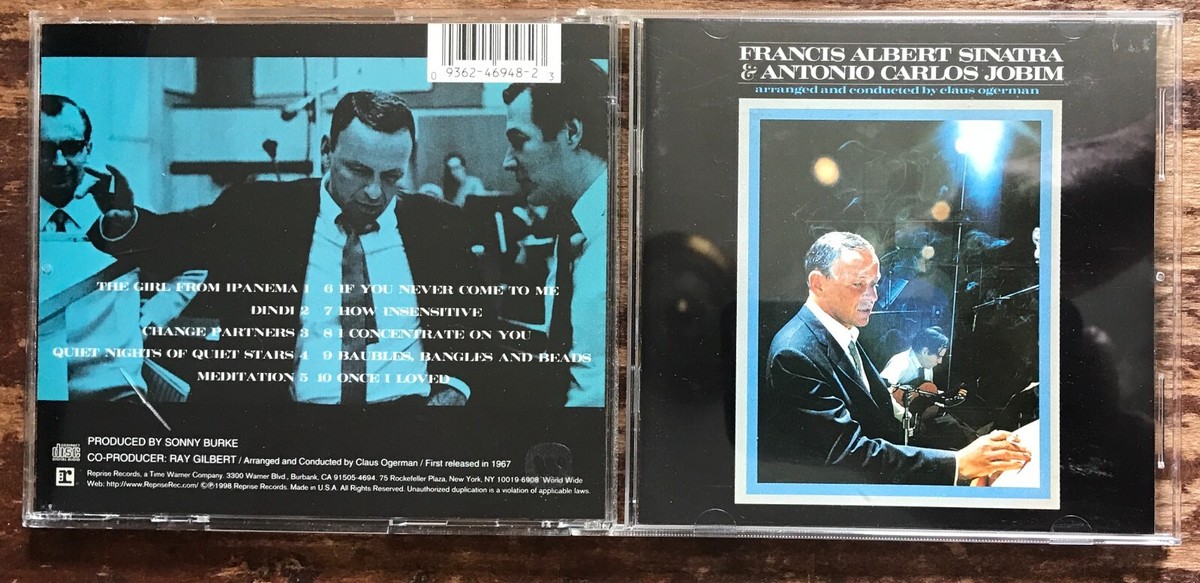 0 9362-46948-2 3
THE GIRL FROM IPANEMA 1
DINDI 2
CHANGE PARTNERS 3
QUIET NIGHTS OF QUIET STARS 4
MEDITATION 5
6 IF YOU NEVER COME TO ME
7 HOW INSENSITIVE
8 I CONCENTRATE ON YOU
9 BAUBLES, BANGLES AND BEADS
10 ONCE I LOVED
PRODUCED BY SONNY BURKE
CO-PRODUCER: RAY GILBERT / Arranged and Conducted by Claus Ogerman / First released in 1967
COMPACT
disc
DIGITAL AUDIO
Reprise Records, a Time Warner Company. 3300 Warner Blvd., Burbank, CA 91505-4694. 75 Rockefeller Plaza, New York, NY 10019-6908 World Wide
Web: http://www.RepriseRec.com/ ©℗1998 Reprise Records. Made in U.S.A. All Rights Reserved. Unauthorized duplication is a violation of applicable laws.
FRANCIS ALBERT SINATRA
& ANTONIO CARLOS JOBIM
arranged and conducted by claus ogerman